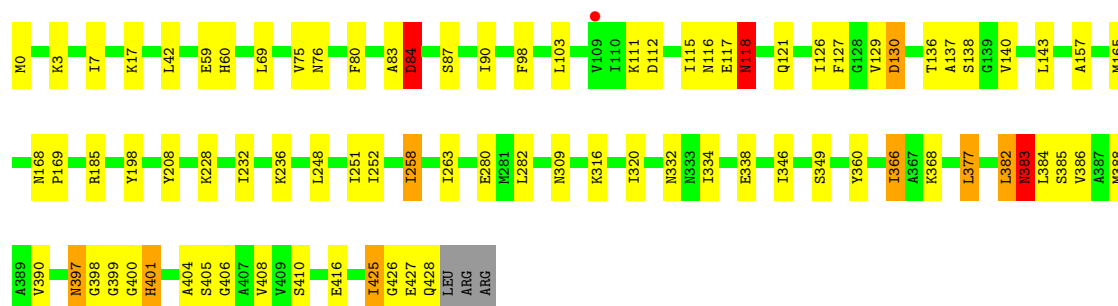 M0 K3 I7 K17 L42 E59 H60 L69 V75 N76 F80 A83 D84 S87 I90 F98 L103 V109 I110 K111 D112 I115 N116 E117 N118 Q121 I126 F127 G128 V129 D130 T136 A137 S138 G139 V140 L143 A157 M165
N168 P169 R185 Y198 Y208 K228 I232 K236 L248 I251 I252 I258 I263 E280 M281 L282 N309 K316 I320 N332 N333 I334 E338 I346 S349 Y360 I366 A367 K368 L377 L382 N383 L384 S385 V386 A387 M388
A389 V390 N397 G398 G399 G400 H401 A404 S405 G406 A407 V408 V409 S410 E416 I425 G426 E427 Q428 LEU ARG ARG